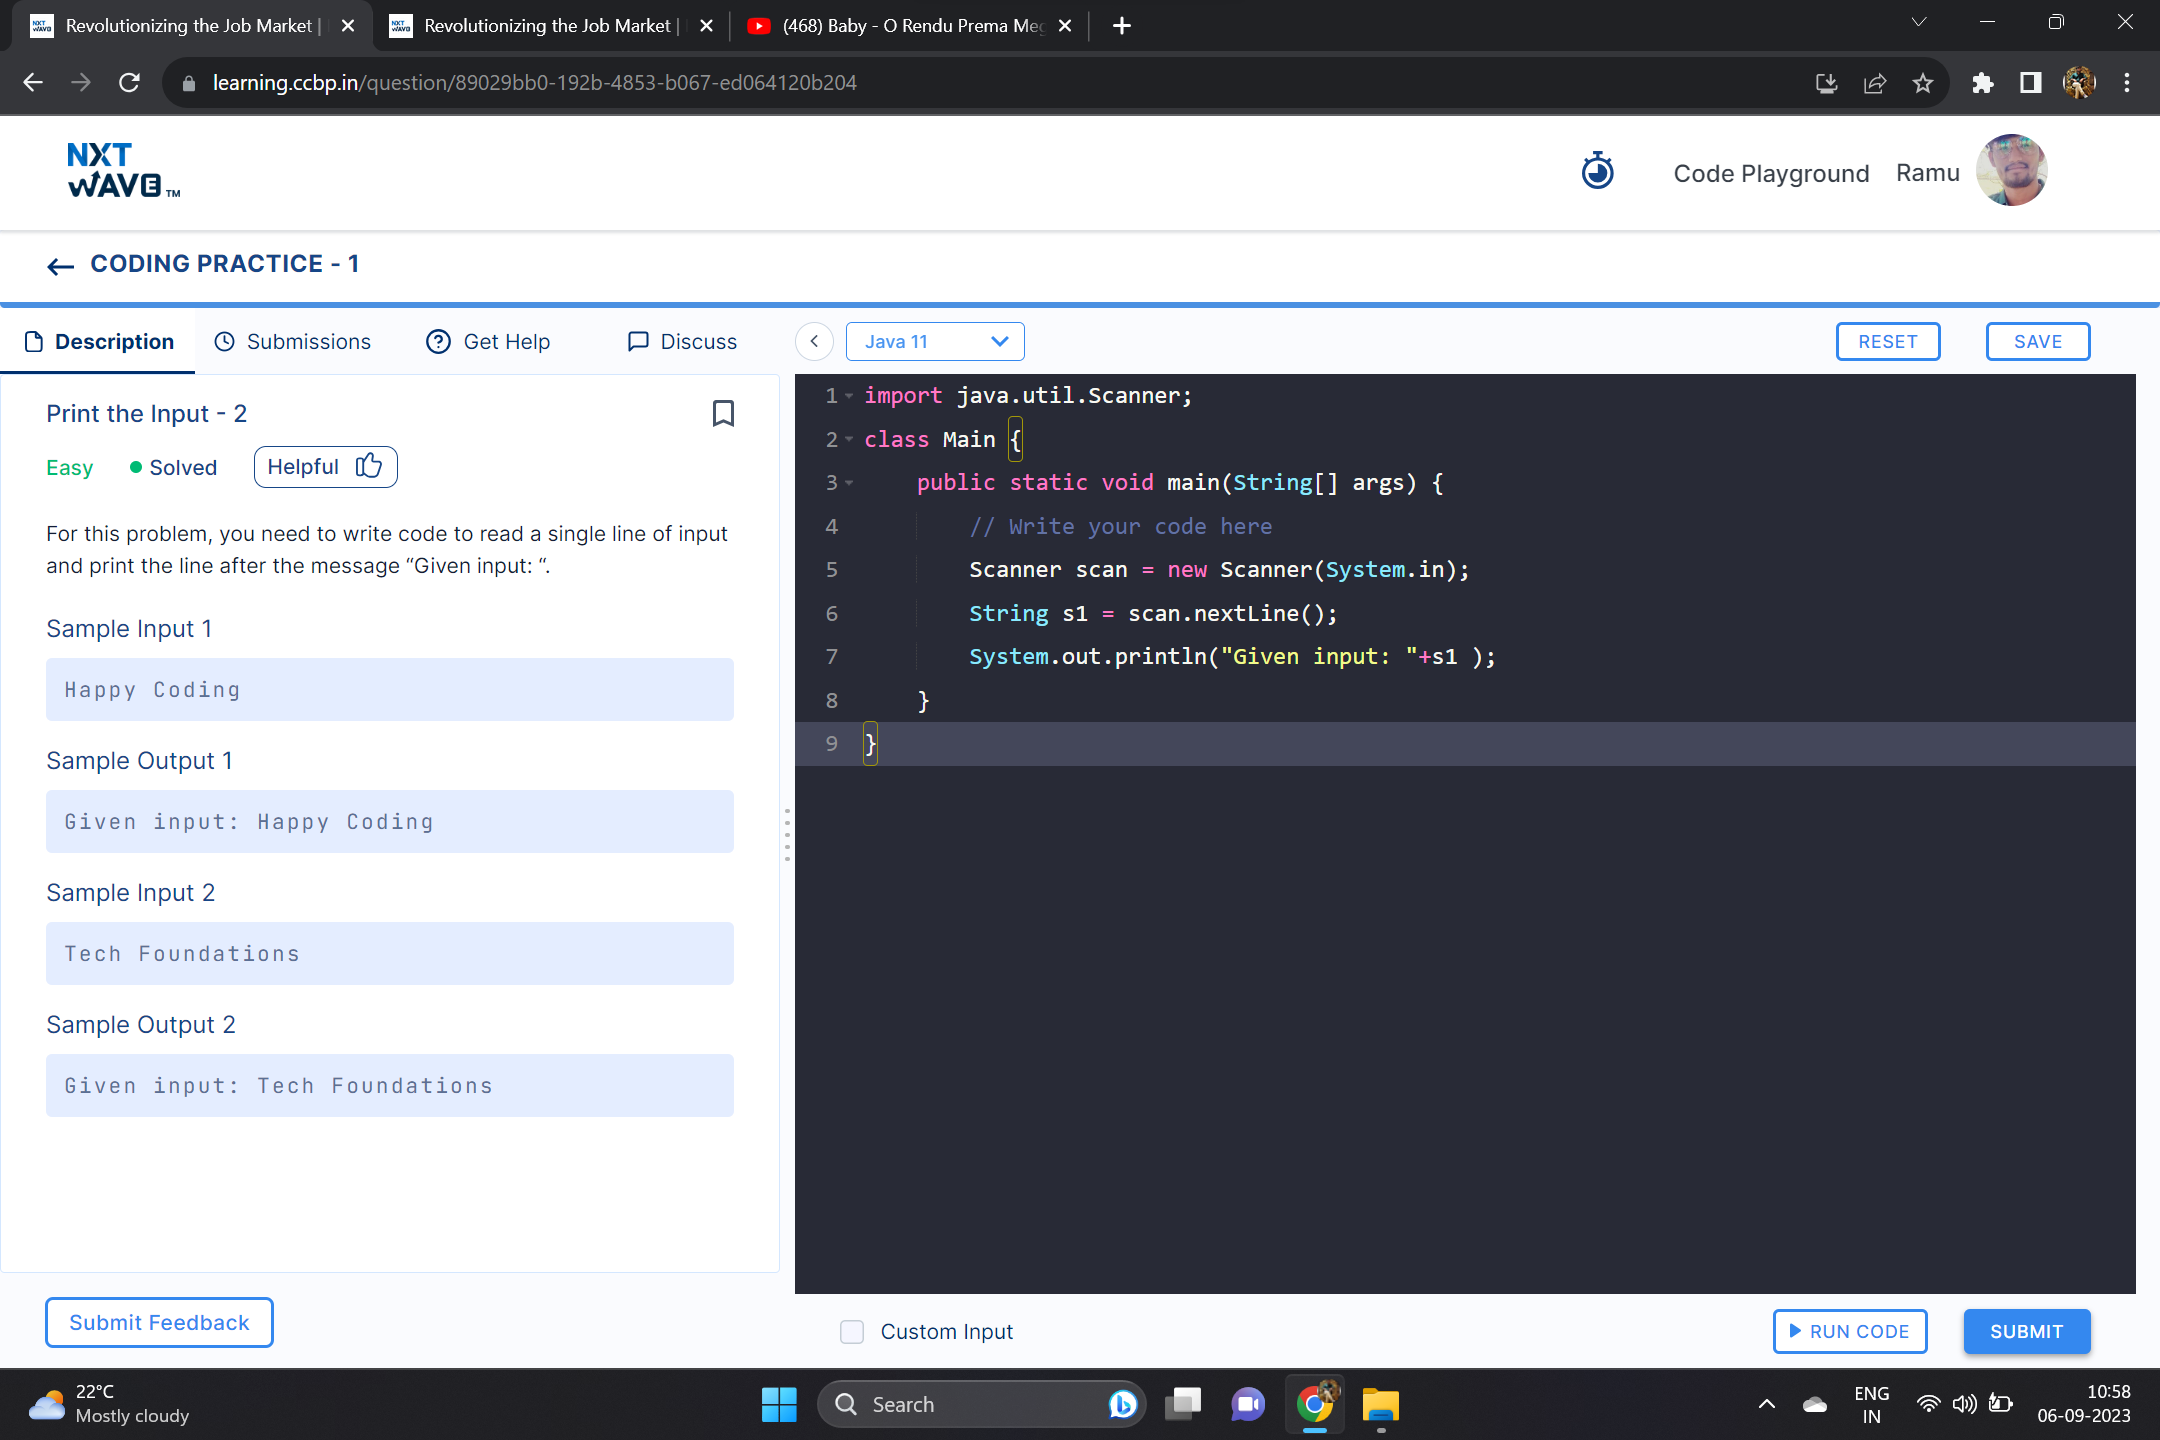 Revolutionizing the Job Market |
Revolutionizing the Job Market |
(468) Baby - O Rendu Prema Me
learning.ccbp.in/question/89029bb0-192b-4853-b067-ed064120b204
NXT
WAVE TM
Code Playground
Ramu
CODING PRACTICE - 1
Description
Submissions
Get Help
Discuss
Java 11
RESET
SAVE
Print the Input - 2
Easy
Solved
Helpful
For this problem, you need to write code to read a single line of input
and print the line after the message “Given input: “.
Sample Input 1
Happy Coding
Sample Output 1
Given input: Happy Coding
Sample Input 2
Tech Foundations
Sample Output 2
Given input: Tech Foundations
Submit Feedback
1 import java.util.Scanner;
2 class Main {
3 public static void main(String[] args) {
4 // Write your code here
5 Scanner scan = new Scanner(System.in);
6 String s1 = scan.nextLine();
7 System.out.println("Given input: "+s1 );
8 }
9 }
Custom Input
RUN CODE
SUBMIT
22°C
Mostly cloudy
Search
ENG
IN
10:58
06-09-2023